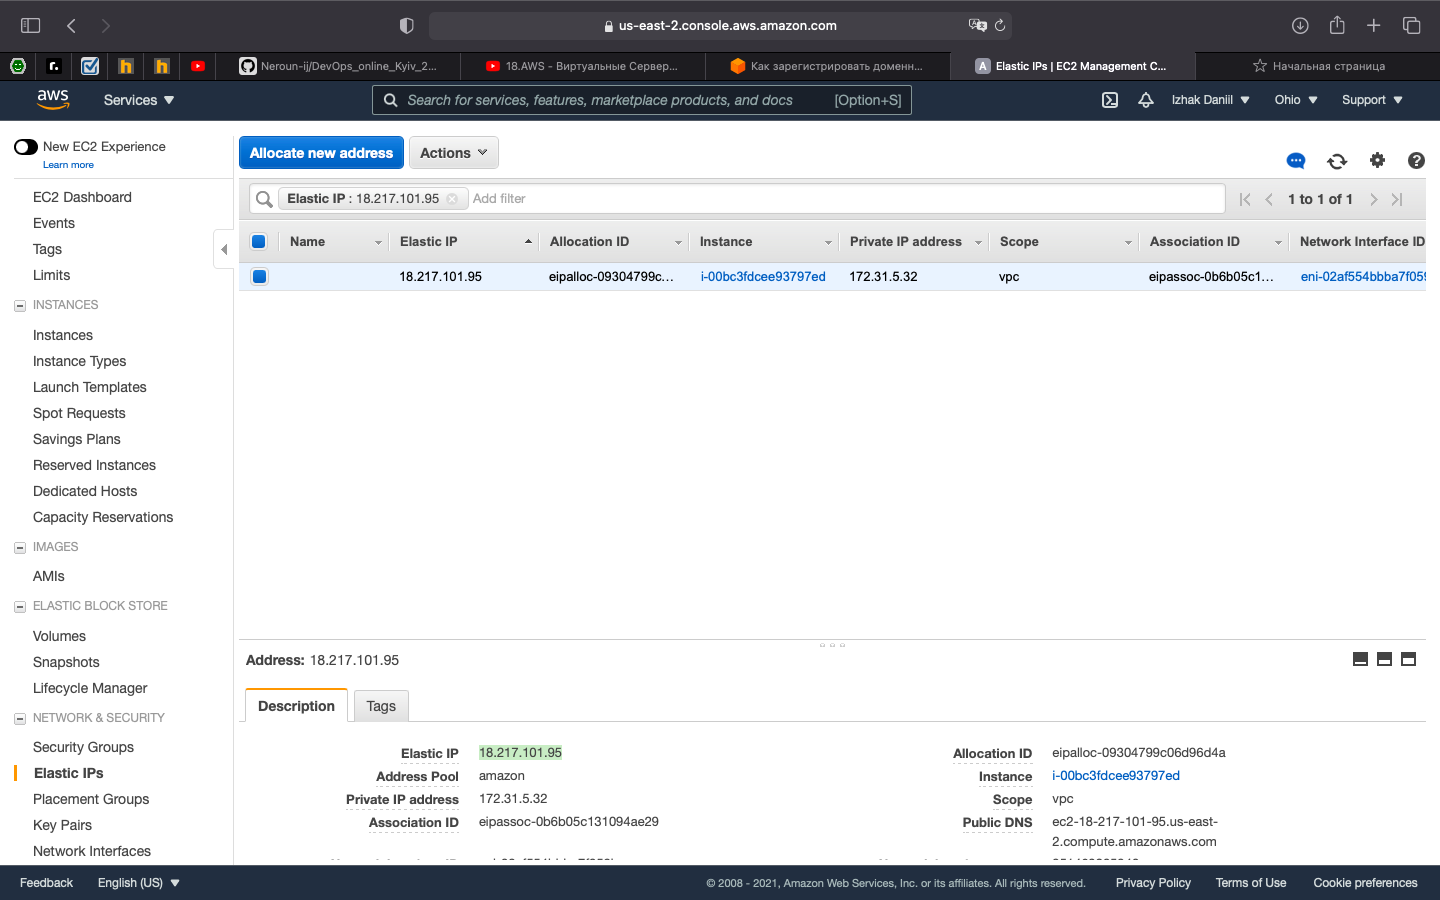 us-east-2.console.aws.amazon.com
Neroun-ij/DevOps_online_Kyiv_2...
18.AWS - Виртуальные Сервер...
Как зарегистрировать доменн...
A Elastic IPs | EC2 Management C...
Начальная страница
aws
Services
Search for services, features, marketplace products, and docs [Option+S]
Izhak Daniil
Ohio
Support
New EC2 Experience
Learn more
EC2 Dashboard
Events
Tags
Limits
INSTANCES
Instances
Instance Types
Launch Templates
Spot Requests
Savings Plans
Reserved Instances
Dedicated Hosts
Capacity Reservations
IMAGES
AMIs
ELASTIC BLOCK STORE
Volumes
Snapshots
Lifecycle Manager
NETWORK & SECURITY
Security Groups
Elastic IPs
Placement Groups
Key Pairs
Network Interfaces
Allocate new address
Actions
Elastic IP : 18.217.101.95 Add filter
1 to 1 of 1
Name Elastic IP Allocation ID Instance Private IP address Scope Association ID Network Interface ID
18.217.101.95 eipalloc-09304799c... i-00bc3fdcee93797ed 172.31.5.32 vpc eipassoc-0b6b05c1... eni-02af554bbba7f059
Address: 18.217.101.95
Description
Tags
Elastic IP 18.217.101.95
Address Pool amazon
Private IP address 172.31.5.32
Association ID eipassoc-0b6b05c131094ae29
Allocation ID eipalloc-09304799c06d96d4a
Instance i-00bc3fdcee93797ed
Scope vpc
Public DNS ec2-18-217-101-95.us-east-
2.compute.amazonaws.com
Feedback
English (US)
© 2008 - 2021, Amazon Web Services, Inc. or its affiliates. All rights reserved.
Privacy Policy
Terms of Use
Cookie preferences